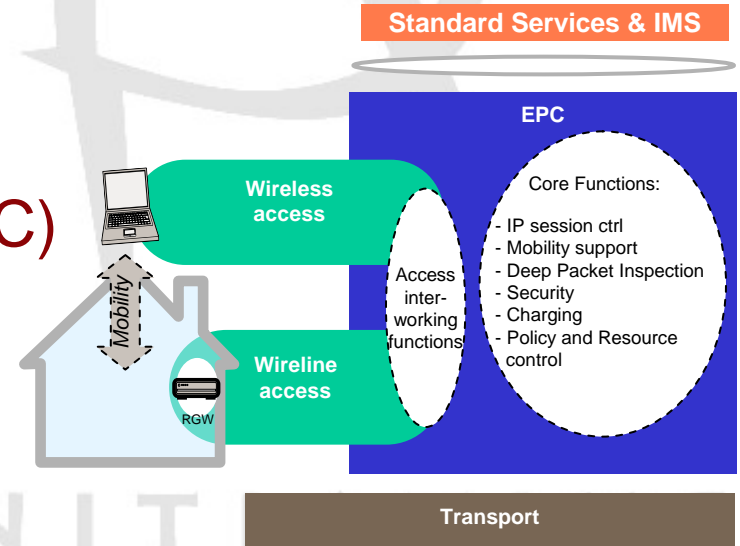 Standard Services & IMS
EPC
C)
Wireless
access
Core Functions:
- IP session ctrl
- Mobility support
- Deep Packet Inspection
- Security
- Charging
- Policy and Resource
control
Access
inter-
working
functions
Mobility
Wireline
access
RGW
N I T
Transport